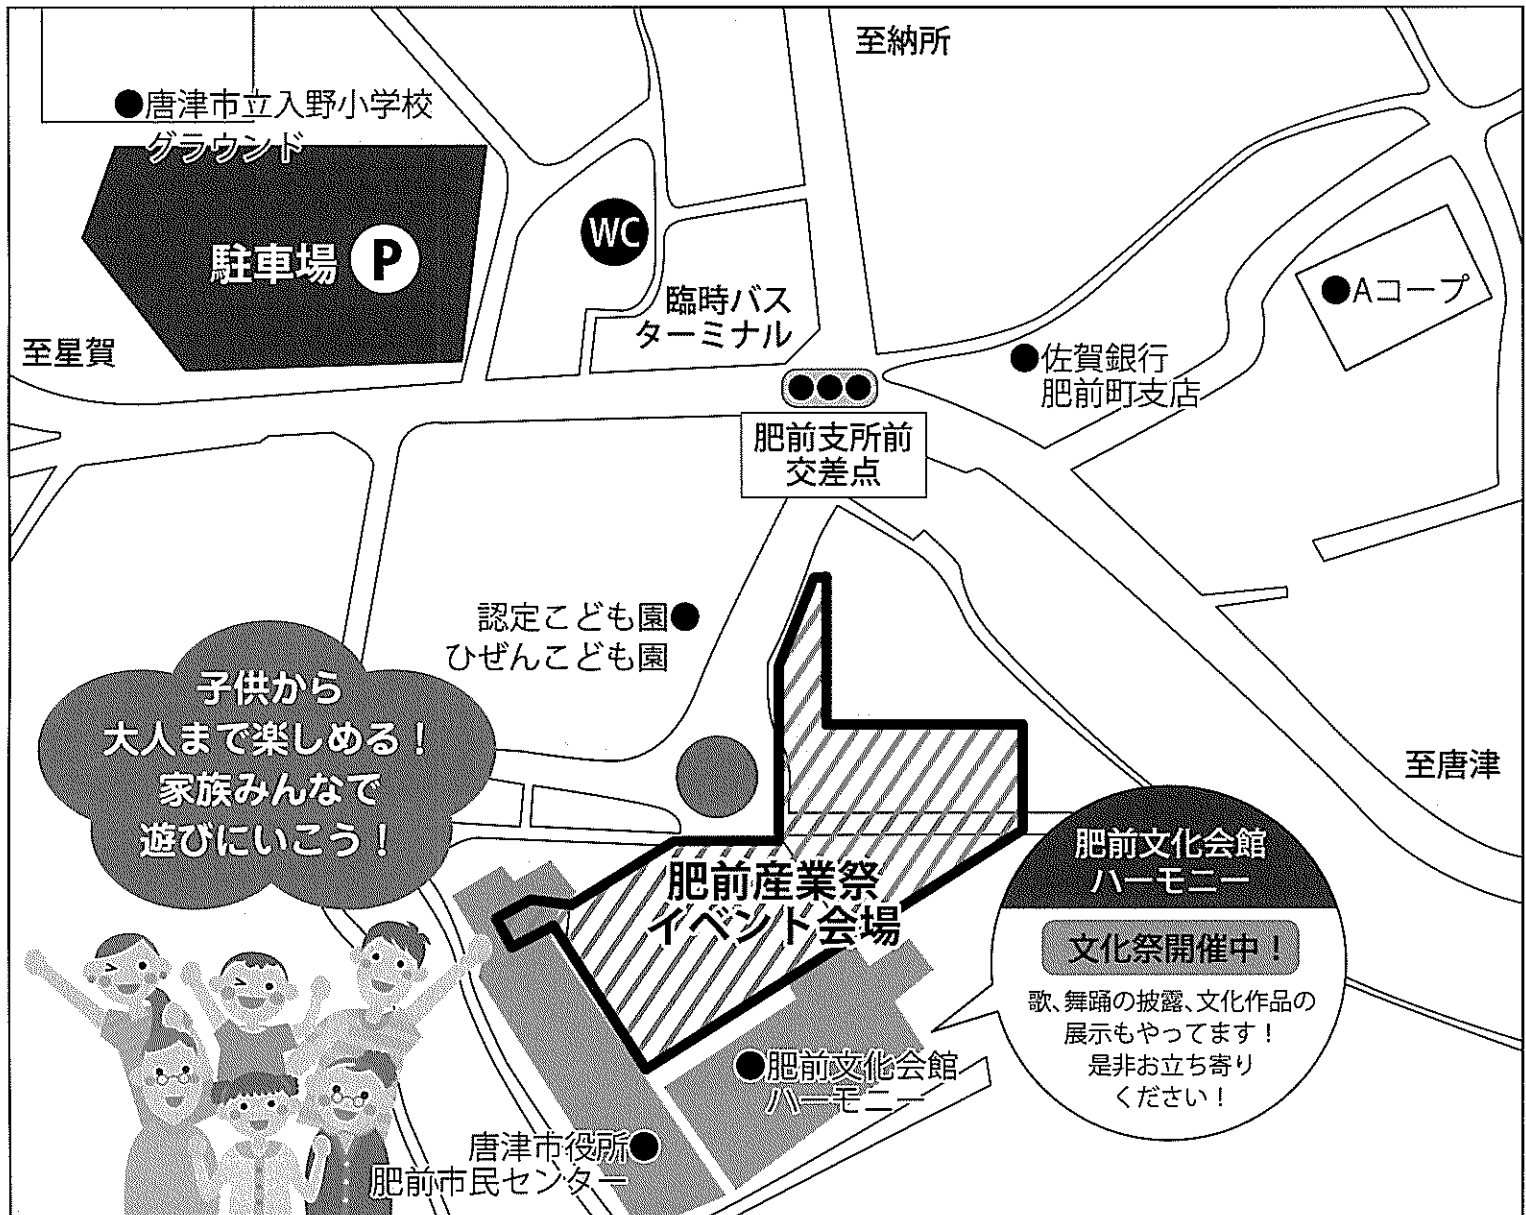 至納所
●唐津市立入野小学校
グラウンド
駐車場 P
WC
臨時バス
ターミナル
至星賀
●Aコープ
●佐賀銀行
肥前町支店
肥前支所前
交差点
認定こども園●
ひぜんこども園
子供から
大人まで楽しめる!
家族みんなで
遊びにいこう!
至唐津
肥前産業祭
イベント会場
肥前文化会館
ハーモニー
文化祭開催中!
歌、舞踊の披露、文化作品の
展示もやってます!
是非お立ち寄り
ください!
●肥前文化会館
ハーモニー
唐津市役所●
肥前市民センター